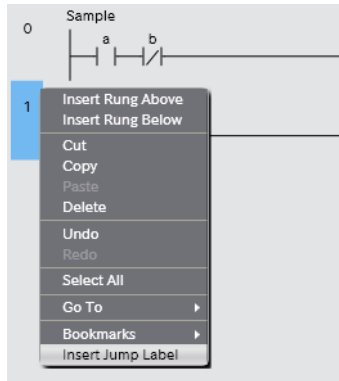 Sample
0
a b
1
Insert Rung Above
Insert Rung Below
Cut
Copy
Paste
Delete
Undo
Redo
Select All
Go To
Bookmarks
Insert Jump Label